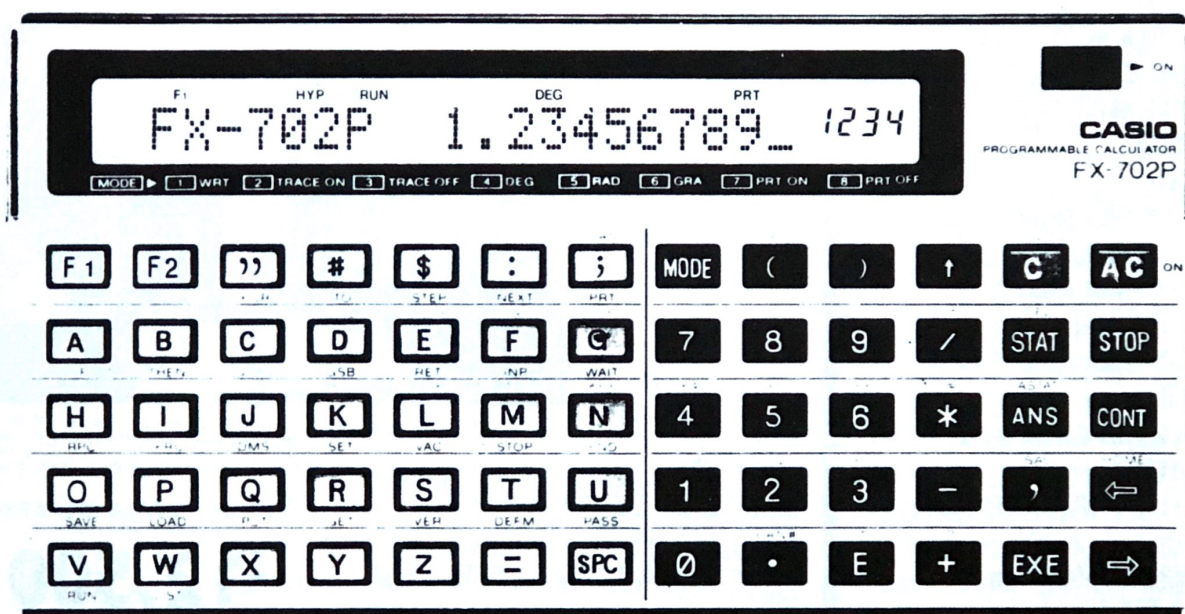 F1 HYP RUN DEG PRT
FX-702P 1.23456789_ 1234
ON
CASIO
PROGRAMMABLE CALCULATOR
FX-702P
MODE 1 WRT 2 TRACE ON 3 TRACE OFF 4 DEG 5 RAD 6 GRA 7 PRT ON 8 PRT OFF
F1 F2 " # $ : ; MODE ( ) ↑ C AC ON
STEP NEXT PRT
A B C D E F G 7 8 9 / STAT STOP
RET WAIT
H I J K L M N 4 5 6 * ANS CONT
RPC DMS SET VAC STOP
O P Q R S T U 1 2 3 - , ⇦
SAVE LOAD VER DEFM PASS
V W X Y Z = SPC 0 • E + EXE ⇨
RUN